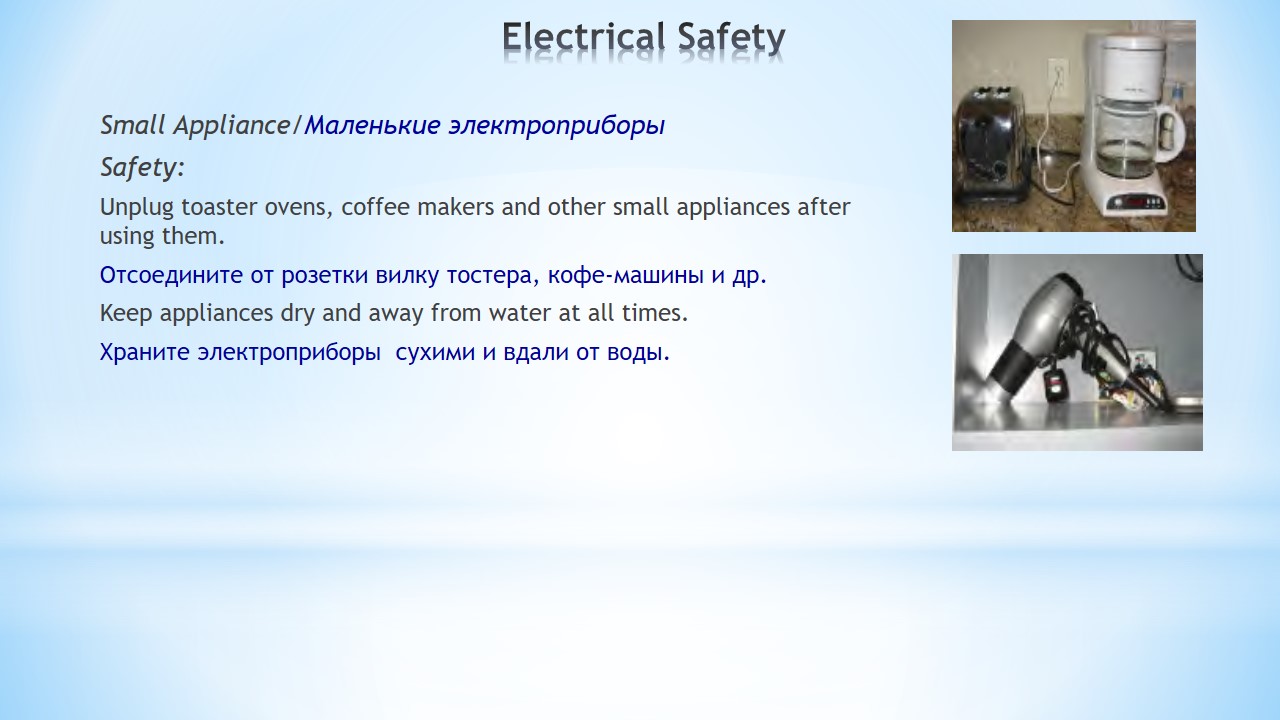 Electrical Safety
Small Appliance/Маленькие электроприборы
Safety:
Unplug toaster ovens, coffee makers and other small appliances after
using them.
Отсоедините от розетки вилку тостера, кофе-машины и др.
Keep appliances dry and away from water at all times.
Храните электроприборы  сухими и вдали от воды.